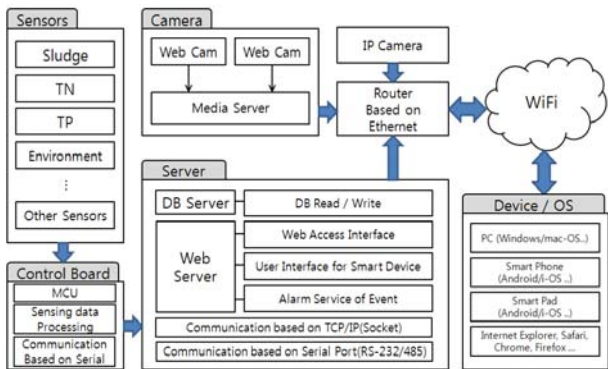 Sensors
Sludge
TN
TP
Environment
⋮
Other Sensors
Control Board
MCU
Sensing data
Processing
Communication
Based on Serial
Camera
Web Cam
Web Cam
Media Server
IP Camera
Router
Based on
Ethernet
WiFi
Server
DB Server
DB Read / Write
Web
Server
Web Access Interface
User Interface for Smart Device
Alarm Service of Event
Communication based on TCP/IP(Socket)
Communication based on Serial Port(RS-232/485)
Device / OS
PC (Windows/mac-OS..)
Smart Phone
(Android/i-OS ..)
Smart Pad
(Android/i-OS ..)
Internet Explorer, Safari,
Chrome, Firefox ...